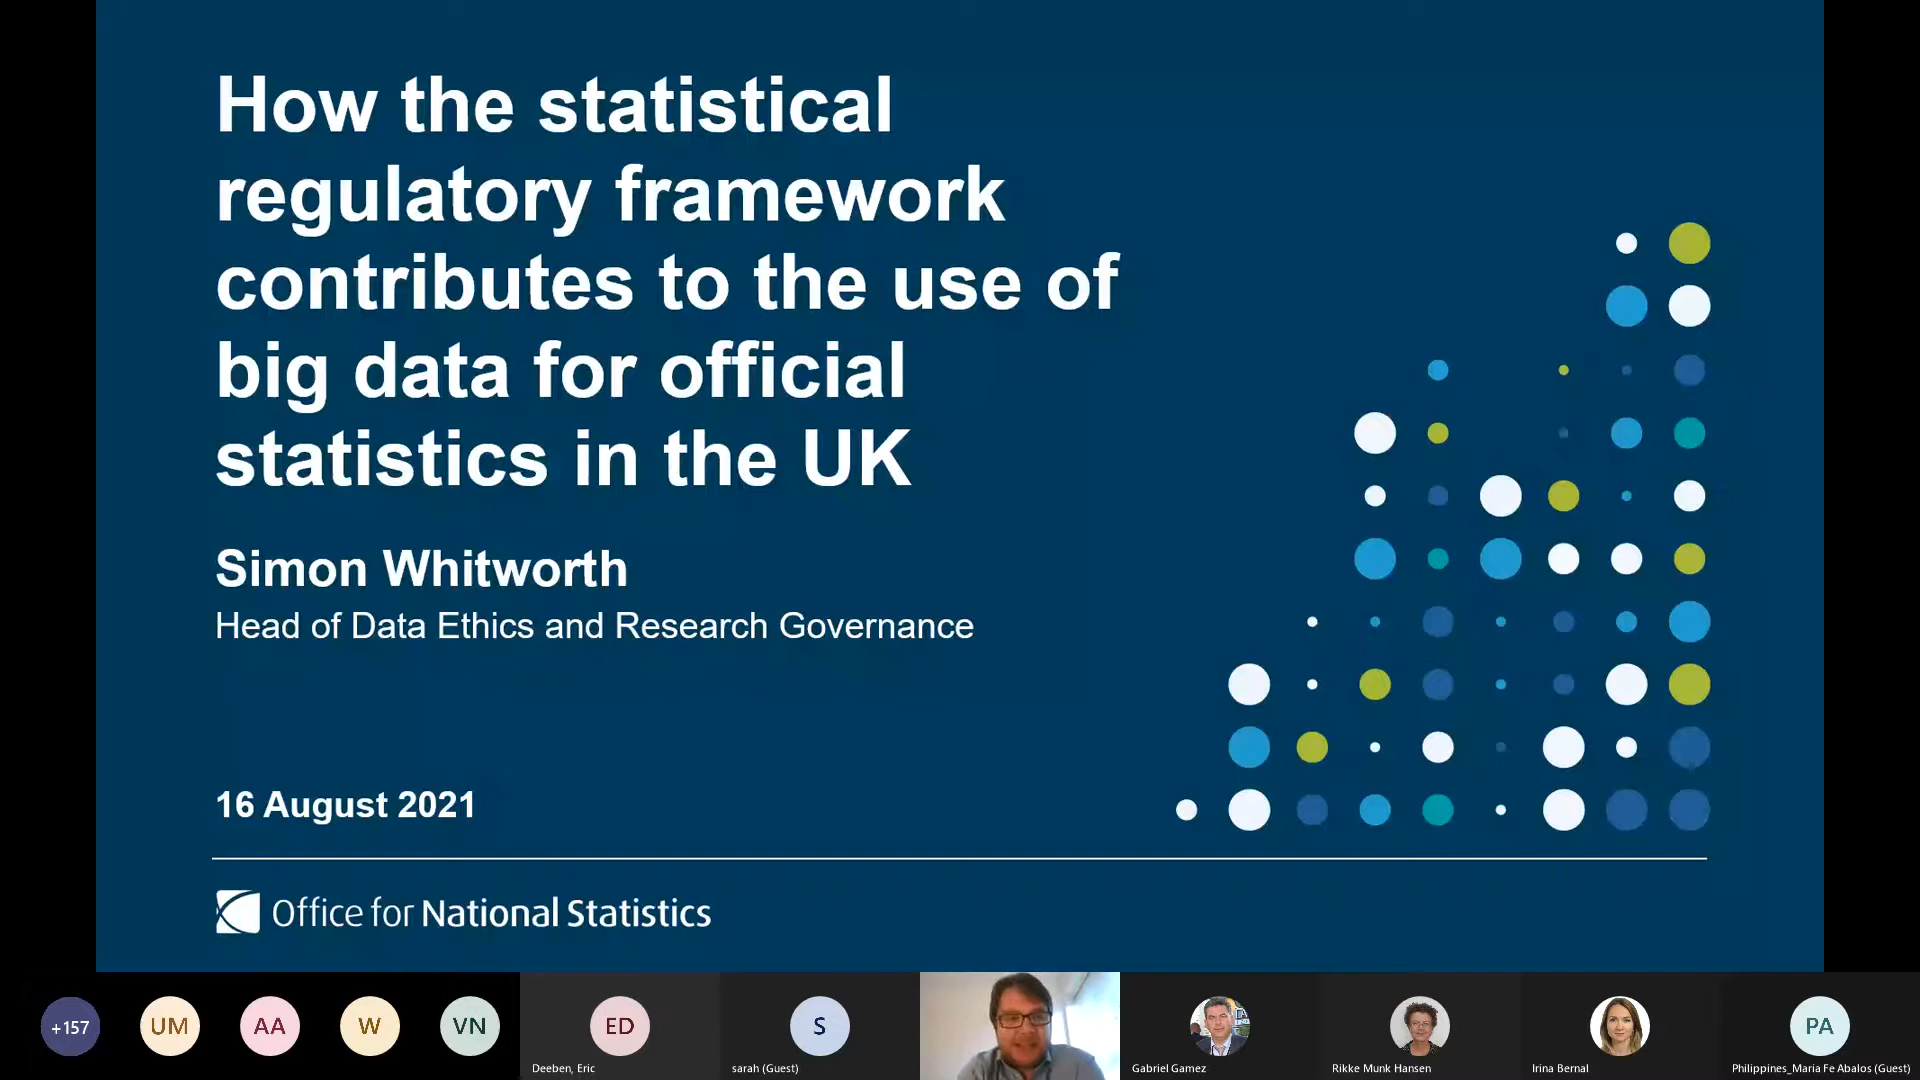 How the statistical
regulatory framework
contributes to the use of
big data for official
statistics in the UK
Simon Whitworth
Head of Data Ethics and Research Governance
16 August 2021
Office for National Statistics
+157
UM
AA
W
VN
ED
Deeben, Eric
S
sarah (Guest)
Gabriel Gamez
Rikke Munk Hansen
Irina Bernal
PA
Philippines_Maria Fe Abalos (Guest)